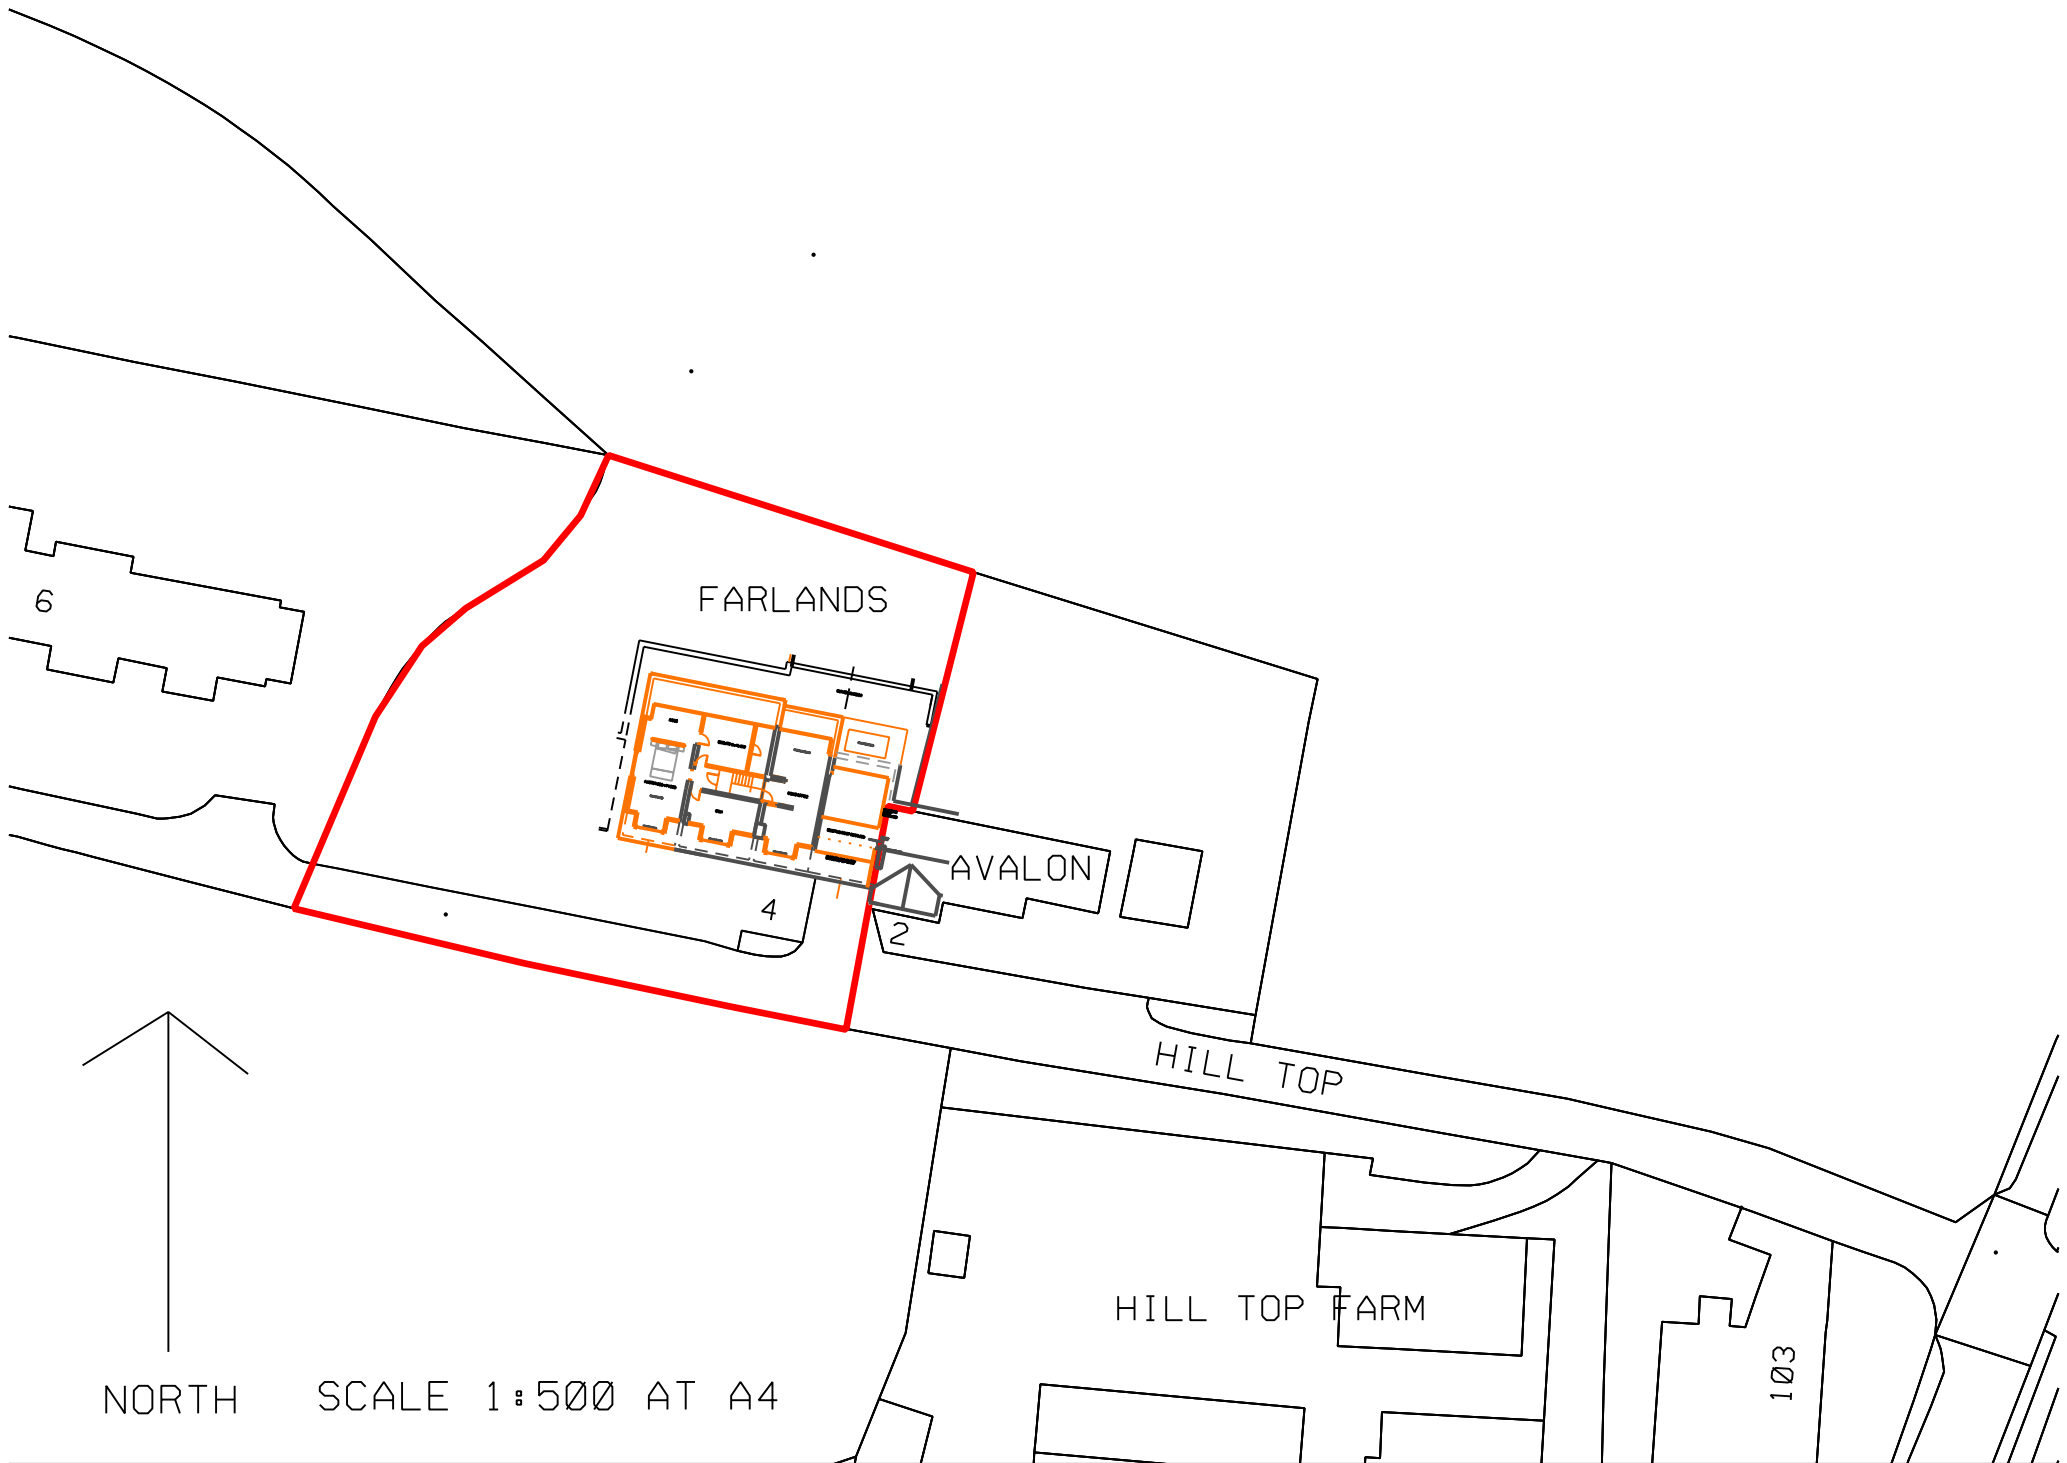 FARLANDS
6
AVALON
4
2
HILL TOP
HILL TOP FARM
103
NORTH
SCALE 1:500 AT A4